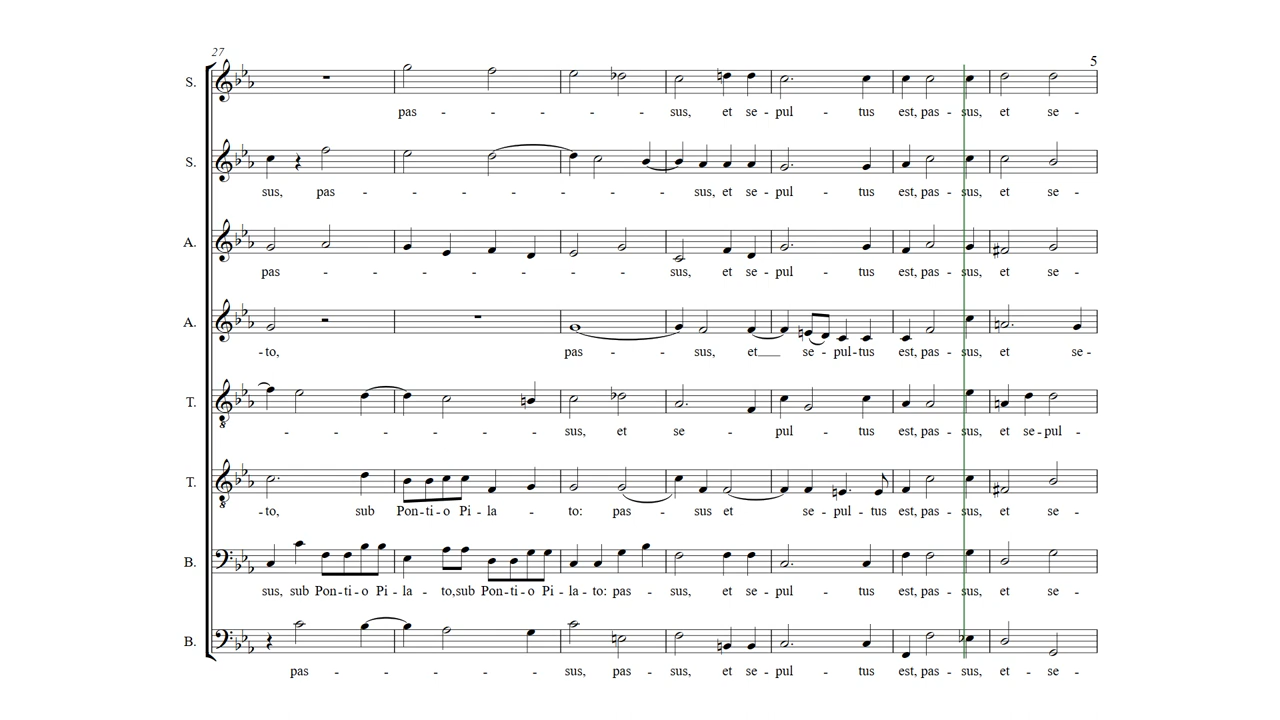 27
5
S. pas - - - - - sus, et se - pul - tus est, pas - sus, et se -
S. sus, pas - - - - - - - sus, et se - pul - tus est, pas - sus, et se -
A. pas - - - - - - - sus, et se - pul - tus est, pas - sus, et se -
A. -to, pas - - sus, et___ se - pul-tus est, pas - sus, et se -
T. - - - - - - sus, et se - pul - tus est, pas - sus, et se-pul -
T. -to, sub Pon-ti-o Pi - la - to: pas - sus et se - pul - tus est, pas - sus, et se -
B. sus, sub Pon-ti-o Pi - la - to,sub Pon-ti-o Pi - la - to: pas - sus, et se - pul - tus est, pas - sus, et se -
B. pas - - - - - sus, pas - sus, et se - pul - tus est, pas - sus, et - se -